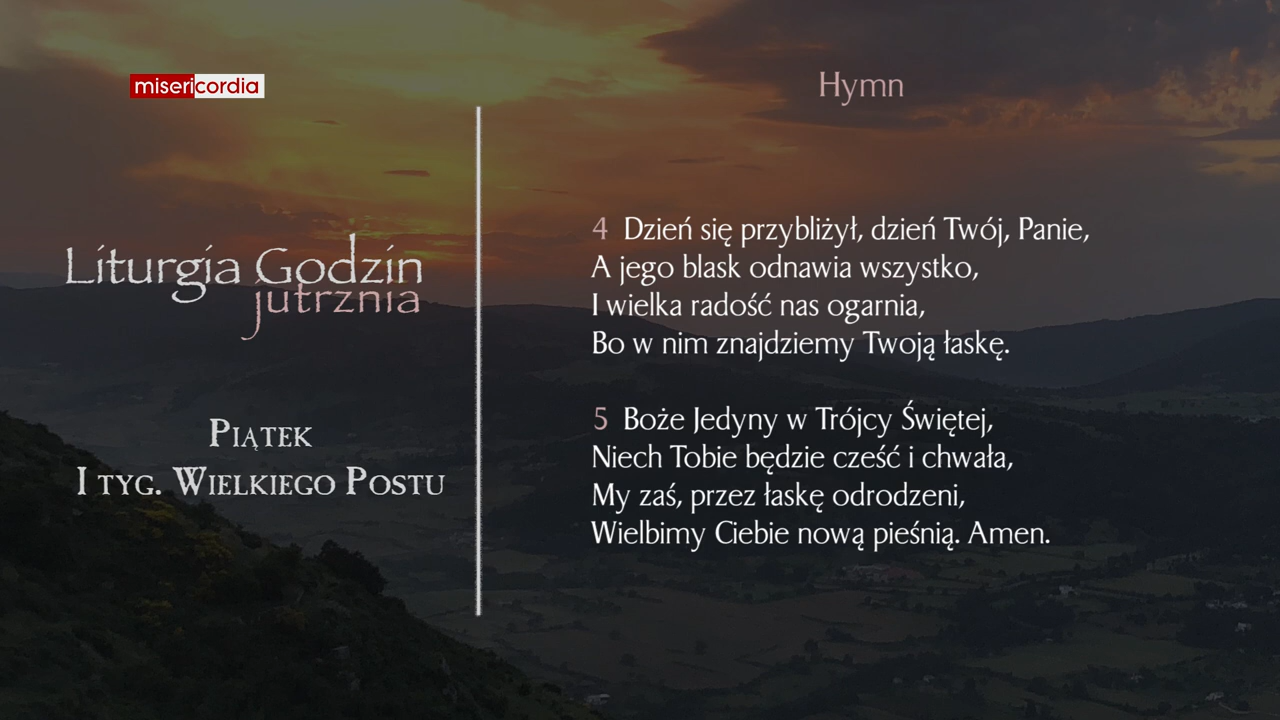 misericordia
Liturgia Godzin
jutrznia
Piątek
I tyg. Wielkiego Postu
Hymn
4 Dzień się przybliżył, dzień Twój, Panie,
A jego blask odnawia wszystko,
I wielka radość nas ogarnia,
Bo w nim znajdziemy Twoją łaskę.
5 Boże Jedyny w Trójcy Świętej,
Niech Tobie będzie cześć i chwała,
My zaś, przez łaskę odrodzeni,
Wielbimy Ciebie nową pieśnią. Amen.